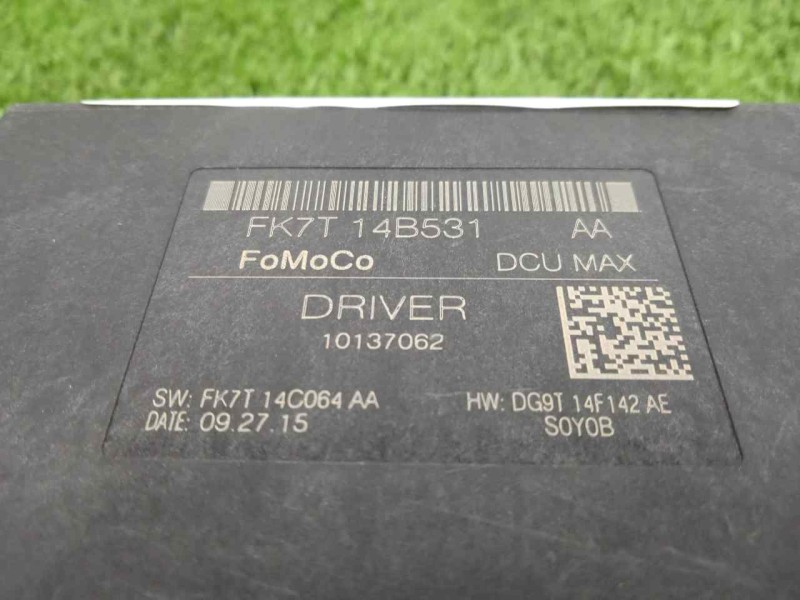 FK7T 14B531 AA
FoMoCo DCU MAX
DRIVER
10137062
SW: FK7T 14C064 AA
HW: DG9T 14F142 AE
DATE: 09.27.15
S0Y0B